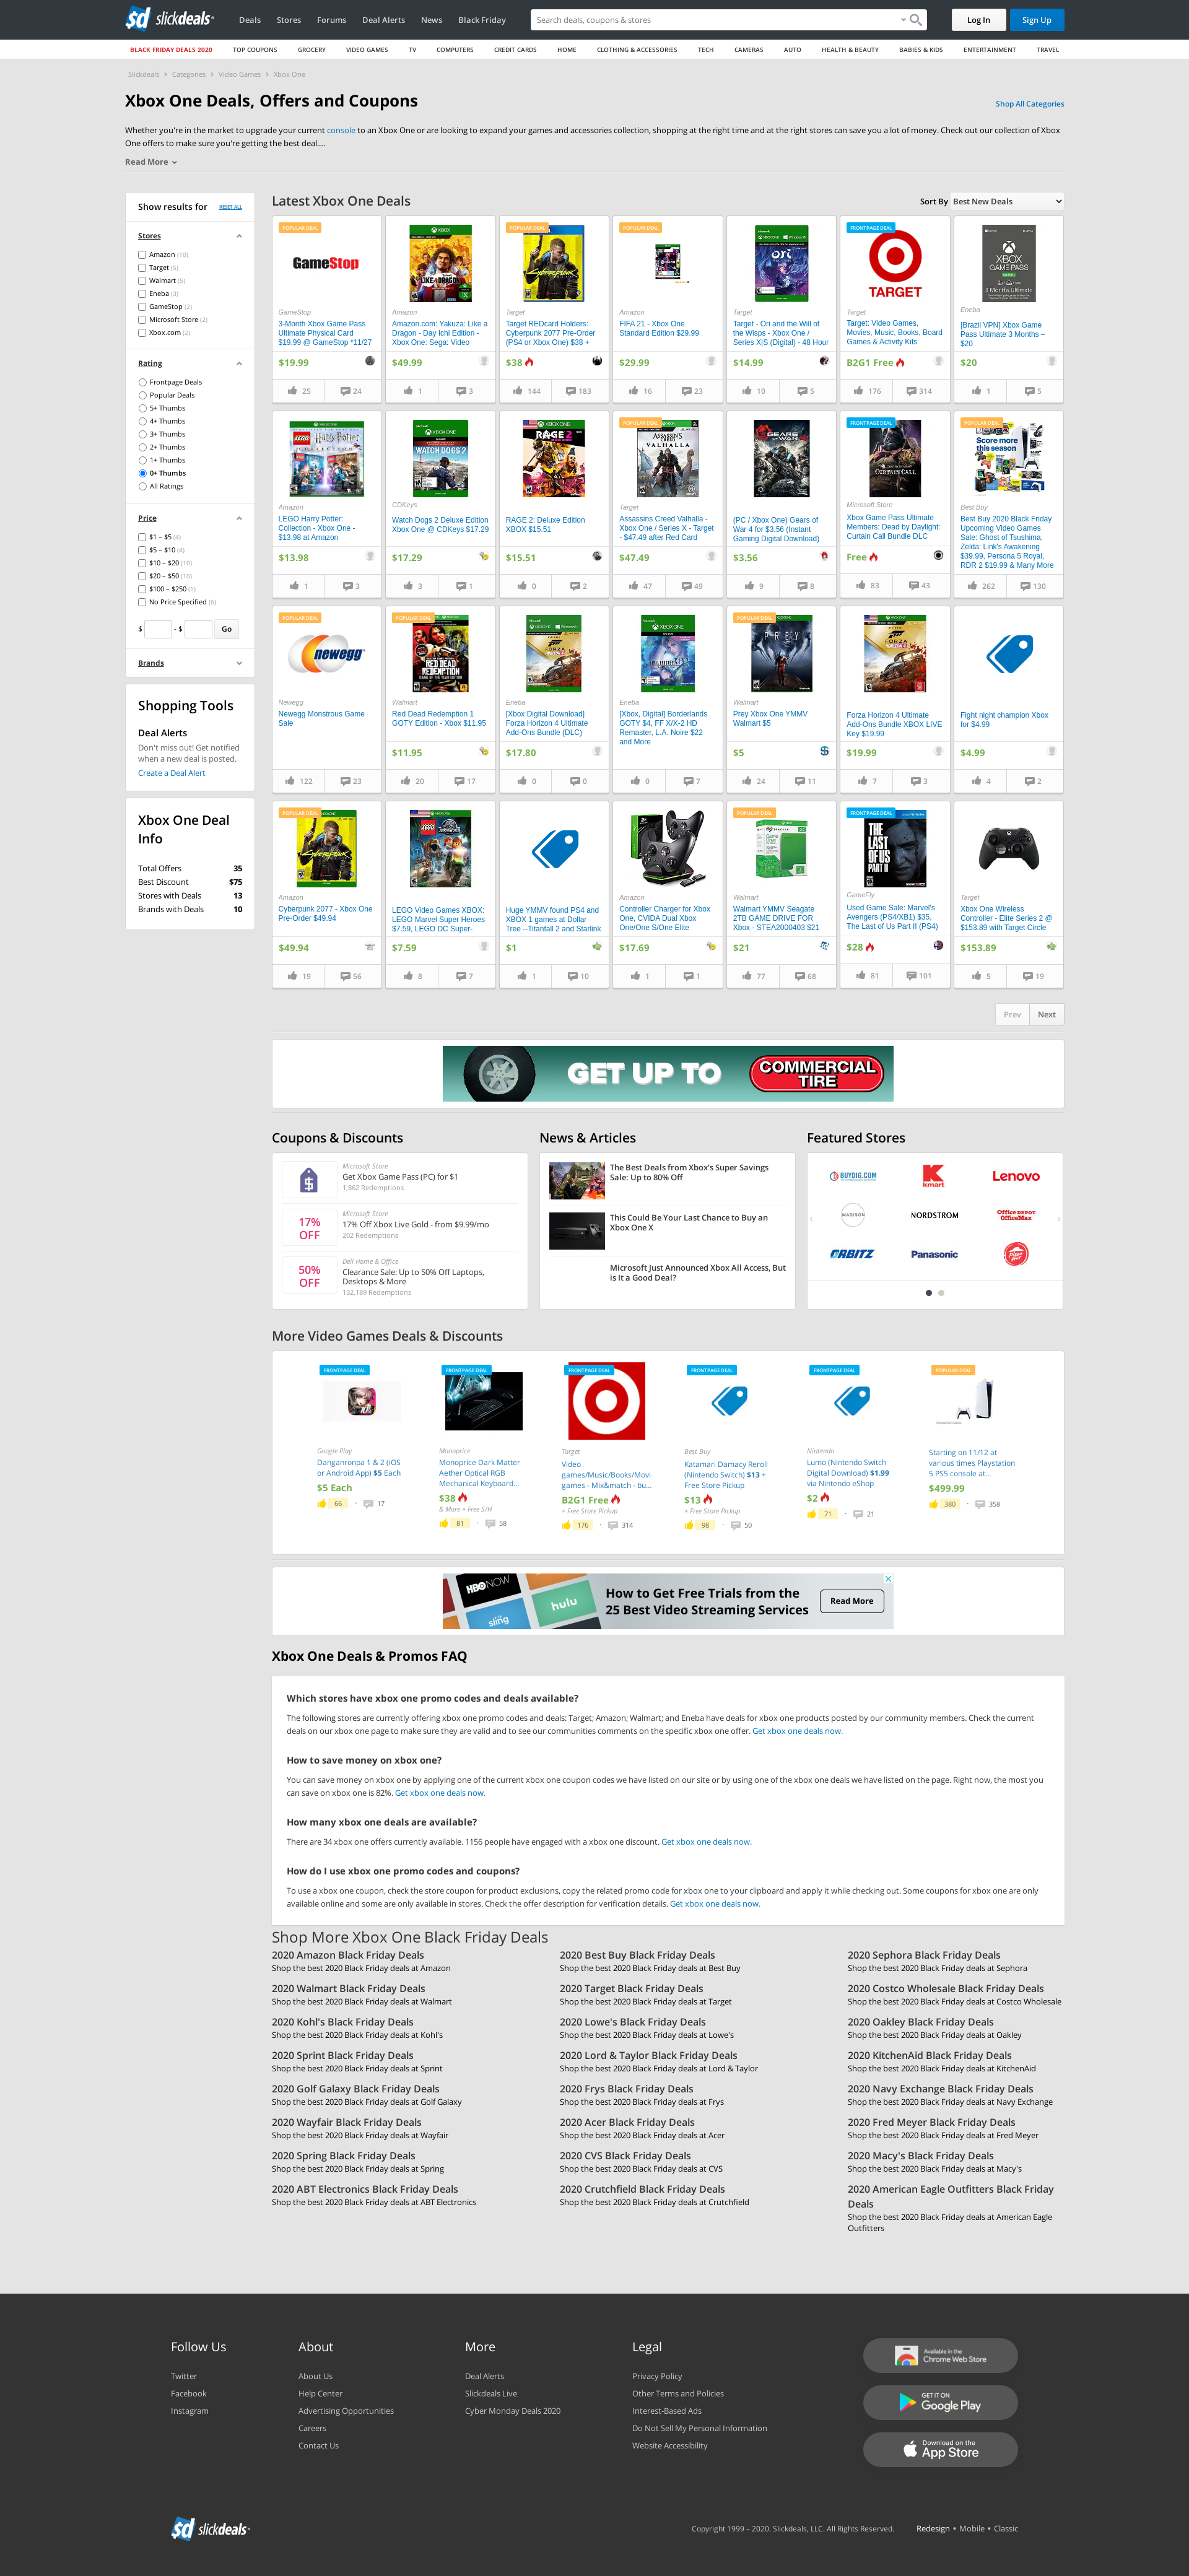 slickdeals
Deals Stores Forums Deal Alerts News Black Friday
Search deals, coupons & stores
Log In
Sign Up
BLACK FRIDAY DEALS 2020 TOP COUPONS GROCERY VIDEO GAMES TV COMPUTERS CREDIT CARDS HOME CLOTHING & ACCESSORIES TECH CAMERAS AUTO HEALTH & BEAUTY BABIES & KIDS ENTERTAINMENT TRAVEL
Slickdeals > Categories > Video Games > Xbox One
Xbox One Deals, Offers and Coupons
Shop All Categories
Whether you're in the market to upgrade your current console to an Xbox One or are looking to expand your games and accessories collection, shopping at the right time and at the right stores can save you a lot of money. Check out our collection of Xbox
One offers to make sure you're getting the best deal....
Read More
Show results for
RESET ALL
Stores
Amazon (10)
Target (5)
Walmart (5)
Eneba (3)
GameStop (2)
Microsoft Store (2)
Xbox.com (2)
Rating
Frontpage Deals
Popular Deals
5+ Thumbs
4+ Thumbs
3+ Thumbs
2+ Thumbs
1+ Thumbs
0+ Thumbs
All Ratings
Price
$1 – $5 (4)
$5 – $10 (4)
$10 – $20 (10)
$20 – $50 (10)
$100 – $250 (1)
No Price Specified (6)
$ - $ Go
Brands
Shopping Tools
Deal Alerts
Don't miss out! Get notified
when a new deal is posted.
Create a Deal Alert
Xbox One Deal
Info
Total Offers 35
Best Discount $75
Stores with Deals 13
Brands with Deals 10
Latest Xbox One Deals
Sort By Best New Deals
POPULAR DEAL
GameStop
GameStop
3-Month Xbox Game Pass
Ultimate Physical Card
$19.99 @ GameStop *11/27
$19.99
25 24
Amazon
Amazon.com: Yakuza: Like a
Dragon - Day Ichi Edition -
Xbox One: Sega: Video
$49.99
1 3
POPULAR DEAL
Target
Target REDcard Holders:
Cyberpunk 2077 Pre-Order
(PS4 or Xbox One) $38 +
$38
144 183
POPULAR DEAL
Amazon
FIFA 21 - Xbox One
Standard Edition $29.99
$29.99
16 23
Target
Target - Ori and the Will of
the Wisps - Xbox One /
Series X|S (Digital) - 48 Hour
$14.99
10 5
FRONTPAGE DEAL
TARGET
Target
Target: Video Games,
Movies, Music, Books, Board
Games & Activity Kits
B2G1 Free
176 314
XBOX
GAME PASS
3 Months Ultimate
Eneba
[Brazil VPN] Xbox Game
Pass Ultimate 3 Months –
$20
$20
1 5
Amazon
LEGO Harry Potter:
Collection - Xbox One -
$13.98 at Amazon
$13.98
1 3
WATCH DOGS 2
CDKeys
Watch Dogs 2 Deluxe Edition
Xbox One @ CDKeys $17.29
$17.29
3 1
RAGE 2
RAGE 2: Deluxe Edition
XBOX $15.51
$15.51
0 2
POPULAR DEAL
VALHALLA
Target
Assassins Creed Valhalla -
Xbox One / Series X - Target
- $47.49 after Red Card
$47.49
47 49
(PC / Xbox One) Gears of
War 4 for $3.56 (Instant
Gaming Digital Download)
$3.56
9 8
FRONTPAGE DEAL
CURTAIN CALL
Microsoft Store
Xbox Game Pass Ultimate
Members: Dead by Daylight:
Curtain Call Bundle DLC
Free
83 43
POPULAR DEAL
Score more
this season
Best Buy
Best Buy 2020 Black Friday
Upcoming Video Games
Sale: Ghost of Tsushima,
Zelda: Link's Awakening
$39.99, Persona 5 Royal,
RDR 2 $19.99 & Many More
262 130
POPULAR DEAL
newegg
Newegg
Newegg Monstrous Game
Sale
122 23
POPULAR DEAL
RED DEAD
REDEMPTION
Walmart
Red Dead Redemption 1
GOTY Edition - Xbox $11.95
$11.95
20 17
Eneba
[Xbox Digital Download]
Forza Horizon 4 Ultimate
Add-Ons Bundle (DLC)
$17.80
0 0
Eneba
[Xbox, Digital] Borderlands
GOTY $4, FF X/X-2 HD
Remaster, L.A. Noire $22
and More
0 7
POPULAR DEAL
PREY
Walmart
Prey Xbox One YMMV
Walmart $5
$5
24 11
Forza Horizon 4 Ultimate
Add-Ons Bundle XBOX LIVE
Key $19.99
$19.99
7 3
Fight night champion Xbox
for $4.99
$4.99
4 2
POPULAR DEAL
Amazon
Cyberpunk 2077 - Xbox One
Pre-Order $49.94
$49.94
19 56
LEGO Video Games XBOX:
LEGO Marvel Super Heroes
$7.59, LEGO DC Super-
$7.59
8 7
Huge YMMV found PS4 and
XBOX 1 games at Dollar
Tree --Titanfall 2 and Starlink
$1
1 10
Amazon
Controller Charger for Xbox
One, CVIDA Dual Xbox
One/One S/One Elite
$17.69
1 1
POPULAR DEAL
Walmart
Walmart YMMV Seagate
2TB GAME DRIVE FOR
Xbox - STEA2000403 $21
$21
77 68
FRONTPAGE DEAL
THE LAST
OF US
PART II
GameFly
Used Game Sale: Marvel's
Avengers (PS4/XB1) $35,
The Last of Us Part II (PS4)
$28
81 101
Target
Xbox One Wireless
Controller - Elite Series 2 @
$153.89 with Target Circle
$153.89
5 19
Prev Next
GET UP TO COMMERCIAL TIRE
Coupons & Discounts
Microsoft Store
Get Xbox Game Pass (PC) for $1
1,862 Redemptions
17% OFF
Microsoft Store
17% Off Xbox Live Gold - from $9.99/mo
202 Redemptions
50% OFF
Dell Home & Office
Clearance Sale: Up to 50% Off Laptops,
Desktops & More
132,189 Redemptions
News & Articles
The Best Deals from Xbox's Super Savings
Sale: Up to 80% Off
This Could Be Your Last Chance to Buy an
Xbox One X
Microsoft Just Announced Xbox All Access, But
is It a Good Deal?
Featured Stores
BUYDIG.COM Kmart Lenovo
MADISON NORDSTROM Office DEPOT OfficeMax
ORBITZ Panasonic Pizza Hut
More Video Games Deals & Discounts
FRONTPAGE DEAL
Google Play
Danganronpa 1 & 2 (iOS
or Android App) $5 Each
$5 Each
66 • 17
FRONTPAGE DEAL
Monoprice
Monoprice Dark Matter
Aether Optical RGB
Mechanical Keyboard...
$38
& More + Free S/H
81 • 58
FRONTPAGE DEAL
Target
Video
games/Music/Books/Movi
games - Mix&match - bu...
B2G1 Free
+ Free Store Pickup
176 • 314
FRONTPAGE DEAL
Best Buy
Katamari Damacy Reroll
(Nintendo Switch) $13 +
Free Store Pickup
$13
+ Free Store Pickup
98 • 50
FRONTPAGE DEAL
Nintendo
Lumo (Nintendo Switch
Digital Download) $1.99
via Nintendo eShop
$2
71 • 21
POPULAR DEAL
Starting on 11/12 at
various times Playstation
5 PS5 console at...
$499.99
380 • 358
HBO NOW sling hulu
How to Get Free Trials from the
25 Best Video Streaming Services
Read More
Xbox One Deals & Promos FAQ
Which stores have xbox one promo codes and deals available?
The following stores are currently offering xbox one promo codes and deals: Target; Amazon; Walmart; and Eneba have deals for xbox one products posted by our community members. Check the current
deals on our xbox one page to make sure they are valid and to see our communities comments on the specific xbox one offer. Get xbox one deals now.
How to save money on xbox one?
You can save money on xbox one by applying one of the current xbox one coupon codes we have listed on our site or by using one of the xbox one deals we have listed on the page. Right now, the most you
can save on xbox one is 82%. Get xbox one deals now.
How many xbox one deals are available?
There are 34 xbox one offers currently available. 1156 people have engaged with a xbox one discount. Get xbox one deals now.
How do I use xbox one promo codes and coupons?
To use a xbox one coupon, check the store coupon for product exclusions, copy the related promo code for xbox one to your clipboard and apply it while checking out. Some coupons for xbox one are only
available online and some are only available in stores. Check the offer description for verification details. Get xbox one deals now.
Shop More Xbox One Black Friday Deals
2020 Amazon Black Friday Deals
Shop the best 2020 Black Friday deals at Amazon
2020 Best Buy Black Friday Deals
Shop the best 2020 Black Friday deals at Best Buy
2020 Sephora Black Friday Deals
Shop the best 2020 Black Friday deals at Sephora
2020 Walmart Black Friday Deals
Shop the best 2020 Black Friday deals at Walmart
2020 Target Black Friday Deals
Shop the best 2020 Black Friday deals at Target
2020 Costco Wholesale Black Friday Deals
Shop the best 2020 Black Friday deals at Costco Wholesale
2020 Kohl's Black Friday Deals
Shop the best 2020 Black Friday deals at Kohl's
2020 Lowe's Black Friday Deals
Shop the best 2020 Black Friday deals at Lowe's
2020 Oakley Black Friday Deals
Shop the best 2020 Black Friday deals at Oakley
2020 Sprint Black Friday Deals
Shop the best 2020 Black Friday deals at Sprint
2020 Lord & Taylor Black Friday Deals
Shop the best 2020 Black Friday deals at Lord & Taylor
2020 KitchenAid Black Friday Deals
Shop the best 2020 Black Friday deals at KitchenAid
2020 Golf Galaxy Black Friday Deals
Shop the best 2020 Black Friday deals at Golf Galaxy
2020 Frys Black Friday Deals
Shop the best 2020 Black Friday deals at Frys
2020 Navy Exchange Black Friday Deals
Shop the best 2020 Black Friday deals at Navy Exchange
2020 Wayfair Black Friday Deals
Shop the best 2020 Black Friday deals at Wayfair
2020 Acer Black Friday Deals
Shop the best 2020 Black Friday deals at Acer
2020 Fred Meyer Black Friday Deals
Shop the best 2020 Black Friday deals at Fred Meyer
2020 Spring Black Friday Deals
Shop the best 2020 Black Friday deals at Spring
2020 CVS Black Friday Deals
Shop the best 2020 Black Friday deals at CVS
2020 Macy's Black Friday Deals
Shop the best 2020 Black Friday deals at Macy's
2020 ABT Electronics Black Friday Deals
Shop the best 2020 Black Friday deals at ABT Electronics
2020 Crutchfield Black Friday Deals
Shop the best 2020 Black Friday deals at Crutchfield
2020 American Eagle Outfitters Black Friday
Deals
Shop the best 2020 Black Friday deals at American Eagle
Outfitters
Follow Us
Twitter
Facebook
Instagram
About
About Us
Help Center
Advertising Opportunities
Careers
Contact Us
More
Deal Alerts
Slickdeals Live
Cyber Monday Deals 2020
Legal
Privacy Policy
Other Terms and Policies
Interest-Based Ads
Do Not Sell My Personal Information
Website Accessibility
Available in the
Chrome Web Store
GET IT ON
Google Play
Download on the
App Store
slickdeals
Copyright 1999 – 2020. Slickdeals, LLC. All Rights Reserved.
Redesign • Mobile • Classic